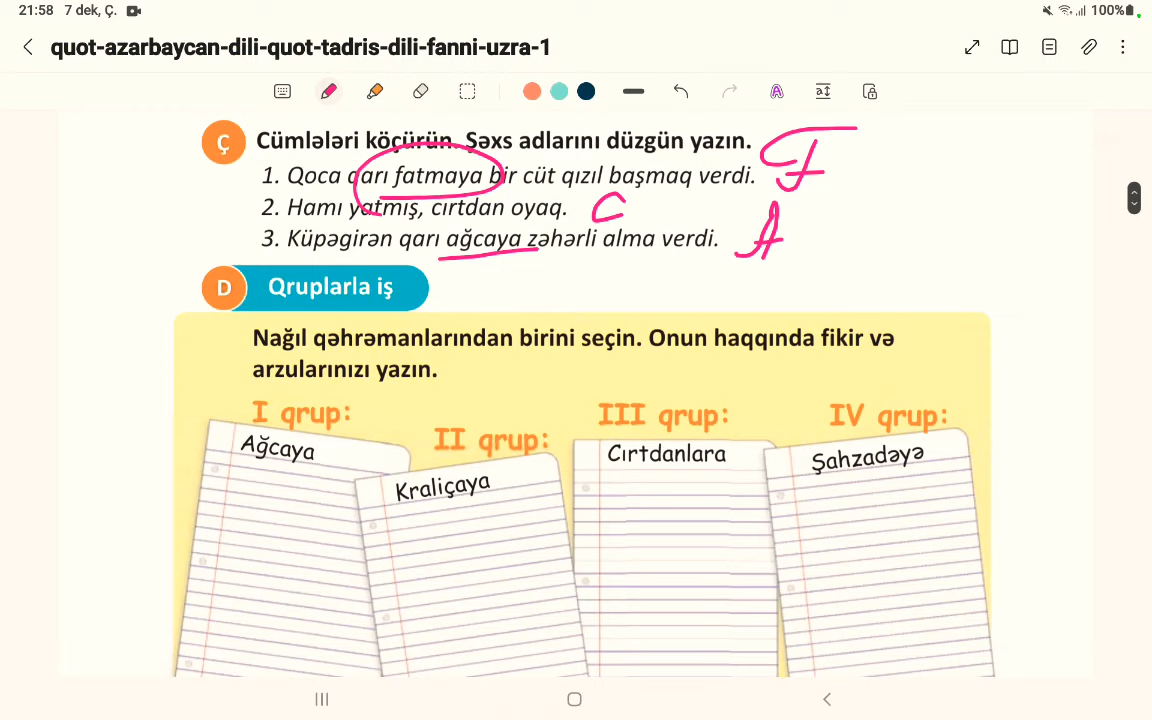 21:58 7 dek, Ç. 100%
quot-azarbaycan-dili-quot-tadris-dili-fanni-uzra-1
Ç Cümlələri köçürün. Şəxs adlarını düzgün yazın.
1. Qoca qarı fatmaya bir cüt qızıl başmaq verdi. F
2. Hamı yatmış, cırtdan oyaq. C
3. Küpəgirən qarı ağcaya zəhərli alma verdi. A
D Qruplarla iş
Nağıl qəhrəmanlarından birini seçin. Onun haqqında fikir və
arzularınızı yazın.
I qrup:
Ağcaya
II qrup:
Kraliçaya
III qrup:
Cırtdanlara
IV qrup:
Şahzadəyə